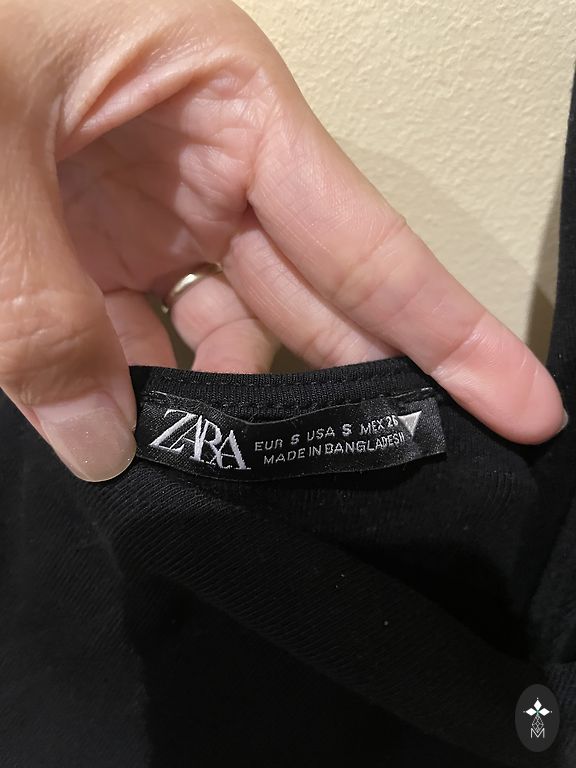 ZARA
EUR S USA S MEX 26
MADE IN BANGLADESH
M